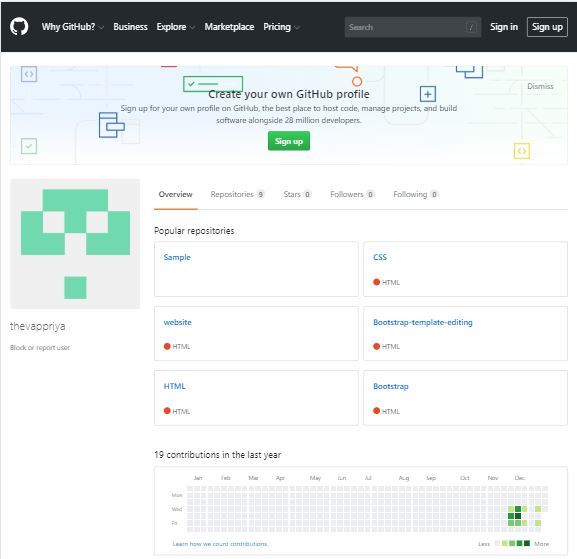 Why GitHub? Business Explore Marketplace Pricing Search / Sign in Sign up
Create your own GitHub profile
Dismiss
Sign up for your own profile on GitHub, the best place to host code, manage projects, and build
software alongside 28 million developers.
Sign up
Overview Repositories 9 Stars 0 Followers 0 Following 0
Popular repositories
Sample
CSS
HTML
website
HTML
Bootstrap-template-editing
HTML
HTML
HTML
Bootstrap
HTML
thevappriya
Block or report user
19 contributions in the last year
Jan Feb Mar Apr May Jun Jul Aug Sep Oct Nov Dec
Mon
Wed
Fri
Learn how we count contributions.
Less More